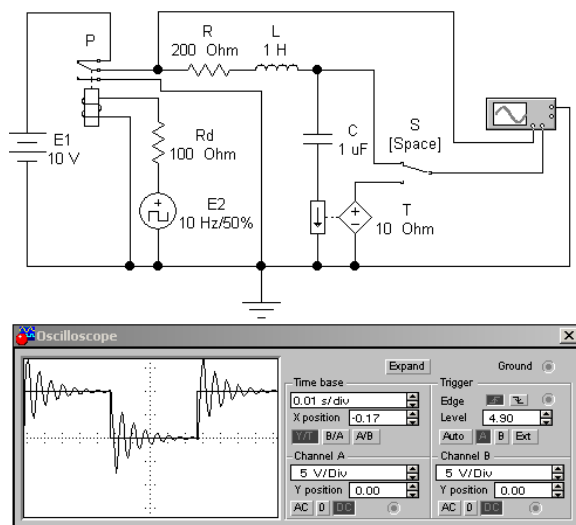 P
R
200 Ohm
L
1 H
E1
10 V
Rd
100 Ohm
C
1 uF
S
[Space]
E2
10 Hz/50%
T
10 Ohm
Oscilloscope
Expand
Ground
Time base
0.01 s/div
X position -0.17
Y/T B/A A/B
Trigger
Edge
Level 4.90
Auto A B Ext
Channel A
5 V/Div
Y position 0.00
AC 0 DC
Channel B
5 V/Div
Y position 0.00
AC 0 DC